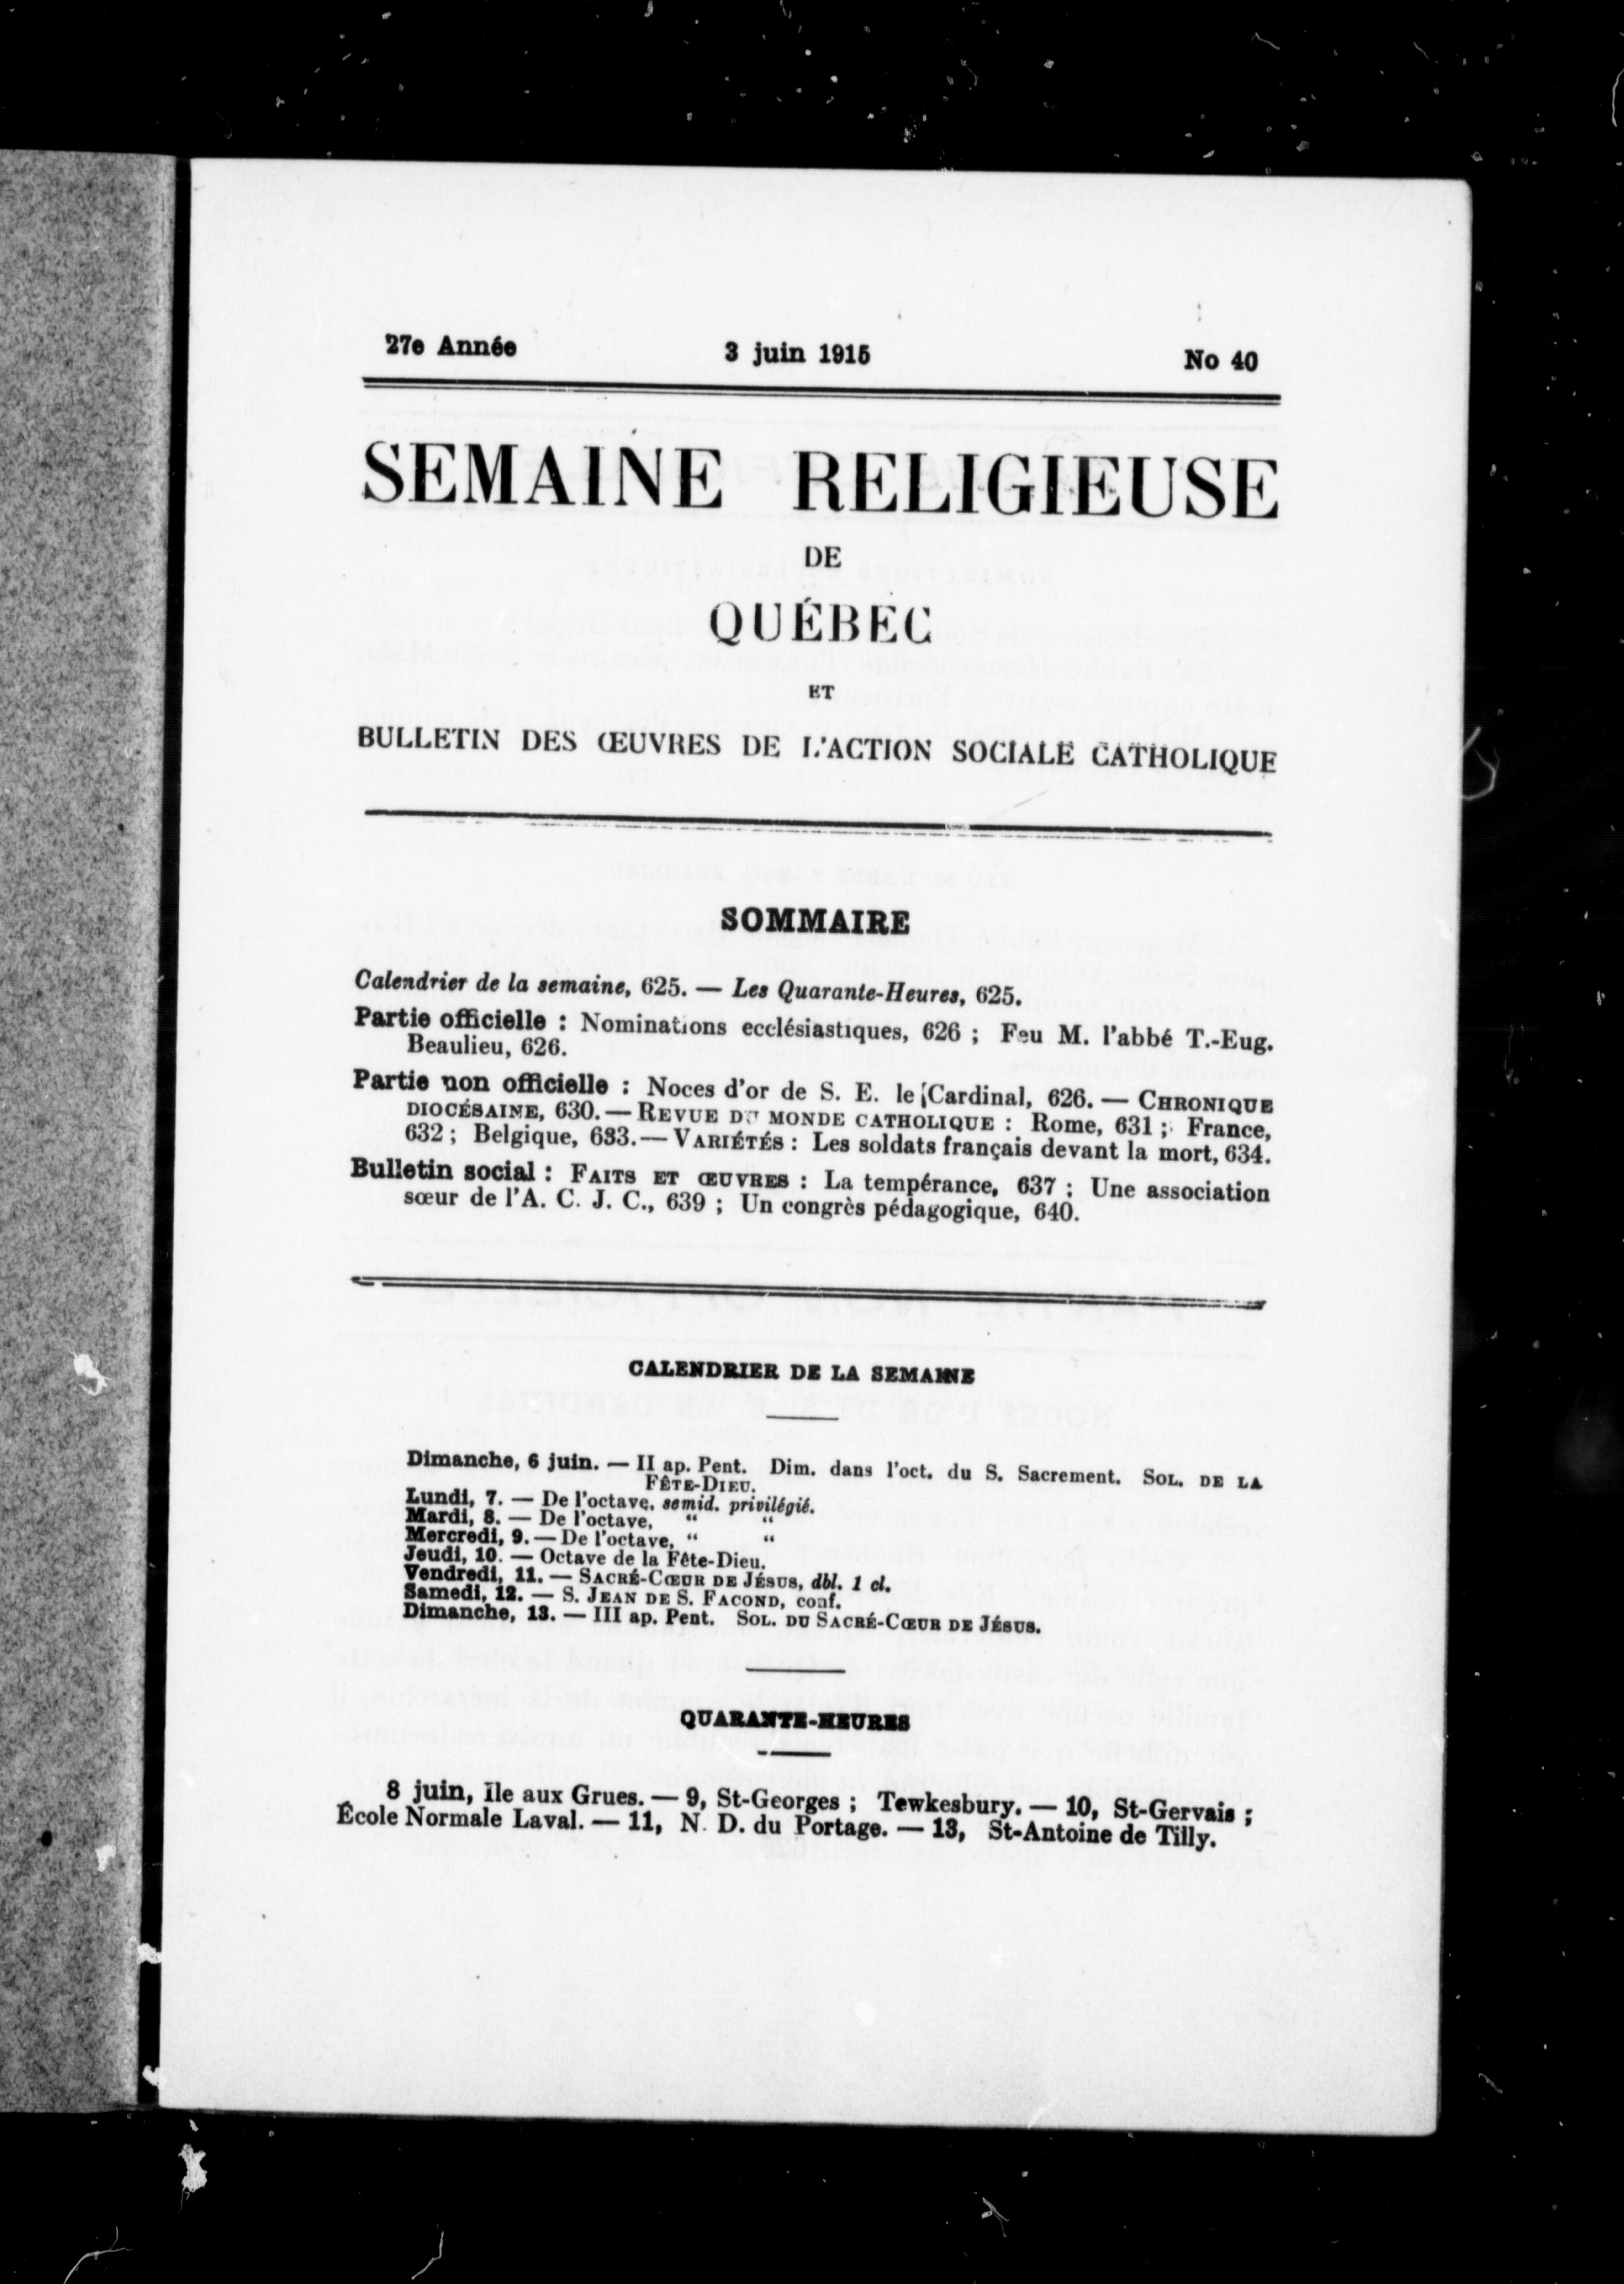 27e Année 3 juin 1915 No 40
SEMAINE RELIGIEUSE
DE
QUÉBEC
ET
BULLETIN DES ŒUVRES DE L'ACTION SOCIALE CATHOLIQUE
SOMMAIRE
Calendrier de la semaine, 625. — Les Quarante-Heures, 625.
Partie officielle : Nominations ecclésiastiques, 626 ; Feu M. l'abbé T.-Eug.
Beaulieu, 626.
Partie non officielle : Noces d'or de S. E. le Cardinal, 626. — CHRONIQUE
DIOCÉSAINE, 630. — REVUE DU MONDE CATHOLIQUE : Rome, 631 ; France,
632 ; Belgique, 633. — VARIÉTÉS : Les soldats français devant la mort, 634.
Bulletin social : FAITS ET ŒUVRES : La tempérance, 637 ; Une association
sœur de l'A. C. J. C., 639 ; Un congrès pédagogique, 640.
CALENDRIER DE LA SEMAINE
Dimanche, 6 juin. — II ap. Pent. Dim. dans l'oct. du S. Sacrement. SOL. DE LA
FÊTE-DIEU.
Lundi, 7. — De l'octave, semid. privilégié.
Mardi, 8. — De l'octave, “ “
Mercredi, 9. — De l'octave, “ “
Jeudi, 10. — Octave de la Fête-Dieu.
Vendredi, 11. — SACRÉ-CŒUR DE JÉSUS, dbl. 1 cl.
Samedi, 12. — S. JEAN DE S. FACOND, conf.
Dimanche, 13. — III ap. Pent. SOL. DU SACRÉ-CŒUR DE JÉSUS.
QUARANTE-HEURES
8 juin, Île aux Grues. — 9, St-Georges ; Tewkesbury. — 10, St-Gervais ;
École Normale Laval. — 11, N. D. du Portage. — 13, St-Antoine de Tilly.